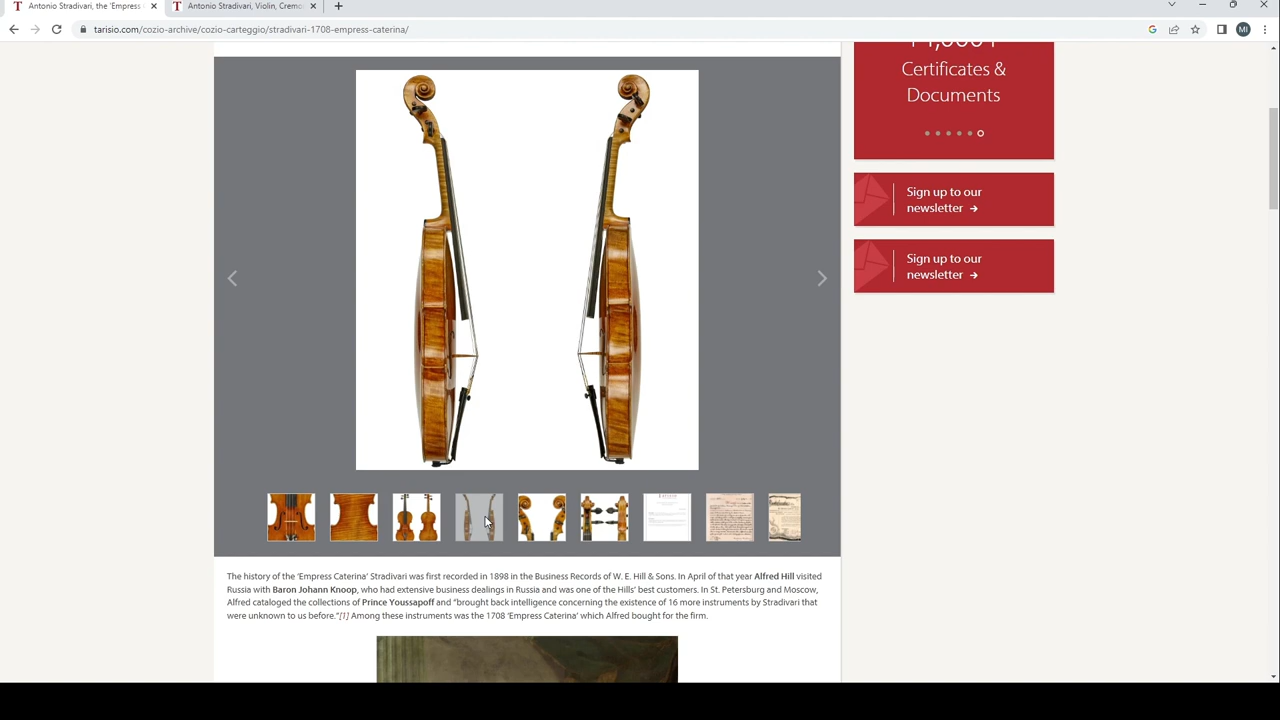 Antonio Stradivari, the 'Empress
Antonio Stradivari, Violin, Cremo
tarisio.com/cozio-archive/cozio-carteggio/stradivari-1708-empress-caterina/
MI
Certificates &
Documents
Sign up to our
newsletter →
Sign up to our
newsletter →
The history of the 'Empress Caterina' Stradivari was first recorded in 1898 in the Business Records of W. E. Hill & Sons. In April of that year Alfred Hill visited
Russia with Baron Johann Knoop, who had extensive business dealings in Russia and was one of the Hills' best customers. In St. Petersburg and Moscow,
Alfred cataloged the collections of Prince Youssapoff and "brought back intelligence concerning the existence of 16 more instruments by Stradivari that
were unknown to us before."[1] Among these instruments was the 1708 'Empress Caterina' which Alfred bought for the firm.